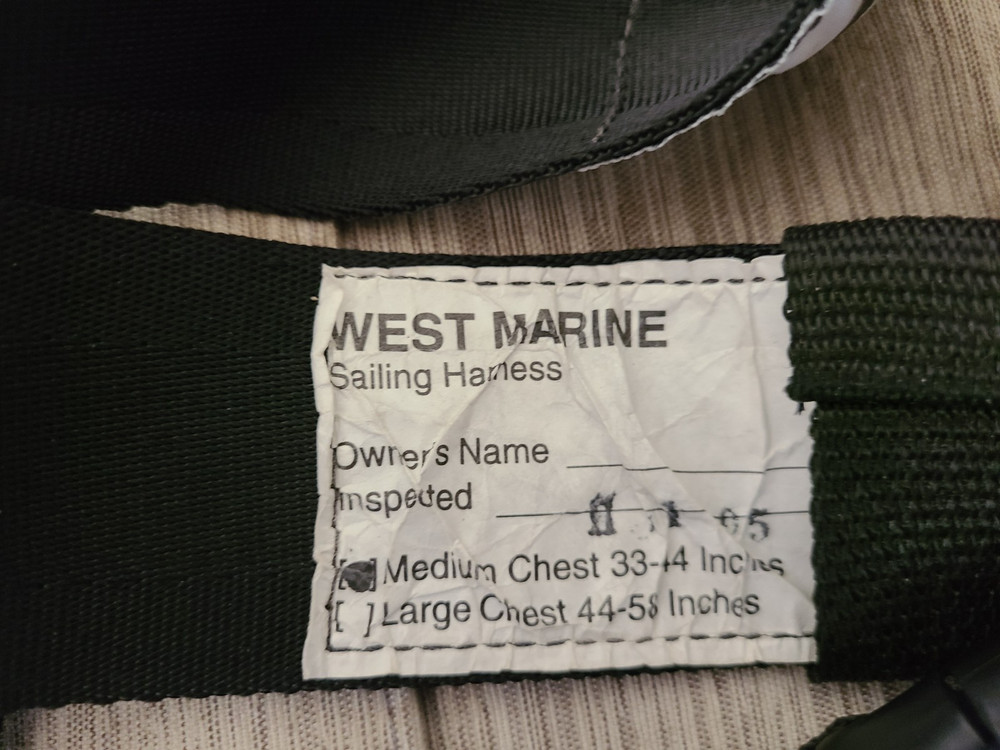 WEST MARINE
Sailing Harness
Owner's Name
Inspected
[ ] Medium Chest 33-44 Inches
[ ] Large Chest 44-58 Inches